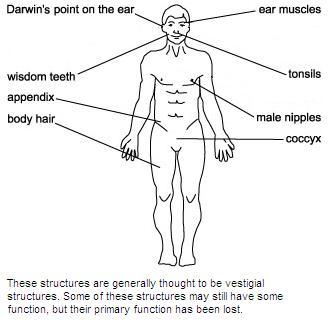 Darwin's point on the ear
ear muscles
wisdom teeth
tonsils
appendix
male nipples
body hair
coccyx
These structures are generally thought to be vestigial
structures. Some of these structures may still have some
function, but their primary function has been lost.